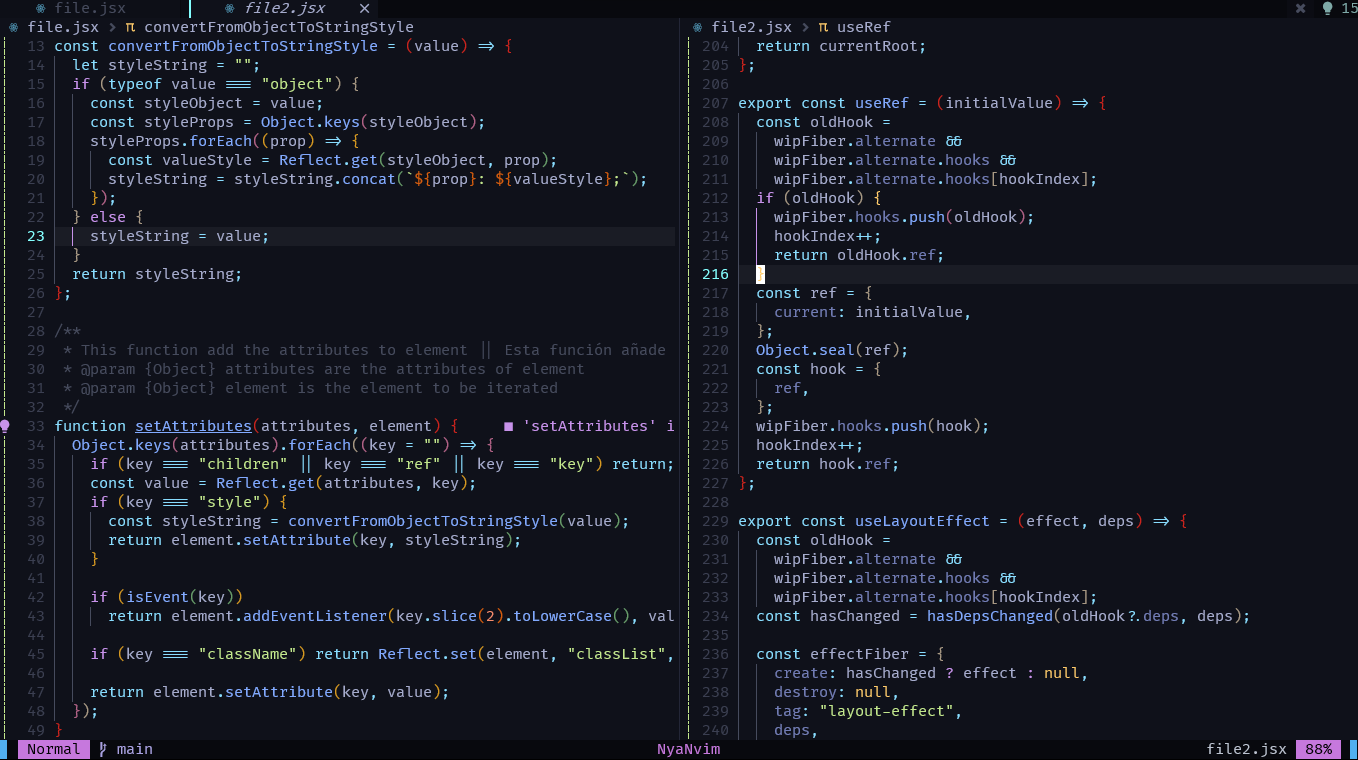 file.jsx
file2.jsx ✕
✖ 15
file.jsx > π convertFromObjectToStringStyle
13 const convertFromObjectToStringStyle = (value) => {
14 let styleString = "";
15 if (typeof value === "object") {
16 const styleObject = value;
17 const styleProps = Object.keys(styleObject);
18 styleProps.forEach((prop) => {
19 const valueStyle = Reflect.get(styleObject, prop);
20 styleString = styleString.concat(`${prop}: ${valueStyle};`);
21 });
22 } else {
23 styleString = value;
24 }
25 return styleString;
26 };
27
28 /**
29 * This function add the attributes to element || Esta función añade
30 * @param {Object} attributes are the attributes of element
31 * @param {Object} element is the element to be iterated
32 */
33 function setAttributes(attributes, element) { ■ 'setAttributes' i
34 Object.keys(attributes).forEach((key = "") => {
35 if (key === "children" || key === "ref" || key === "key") return;
36 const value = Reflect.get(attributes, key);
37 if (key === "style") {
38 const styleString = convertFromObjectToStringStyle(value);
39 return element.setAttribute(key, styleString);
40 }
41
42 if (isEvent(key))
43 return element.addEventListener(key.slice(2).toLowerCase(), val
44
45 if (key === "className") return Reflect.set(element, "classList",
46
47 return element.setAttribute(key, value);
48 });
49 }
file2.jsx > π useRef
204 return currentRoot;
205 };
206
207 export const useRef = (initialValue) => {
208 const oldHook =
209 wipFiber.alternate &&
210 wipFiber.alternate.hooks &&
211 wipFiber.alternate.hooks[hookIndex];
212 if (oldHook) {
213 wipFiber.hooks.push(oldHook);
214 hookIndex++;
215 return oldHook.ref;
216 }
217 const ref = {
218 current: initialValue,
219 };
220 Object.seal(ref);
221 const hook = {
222 ref,
223 };
224 wipFiber.hooks.push(hook);
225 hookIndex++;
226 return hook.ref;
227 };
228
229 export const useLayoutEffect = (effect, deps) => {
230 const oldHook =
231 wipFiber.alternate &&
232 wipFiber.alternate.hooks &&
233 wipFiber.alternate.hooks[hookIndex];
234 const hasChanged = hasDepsChanged(oldHook?.deps, deps);
235
236 const effectFiber = {
237 create: hasChanged ? effect : null,
238 destroy: null,
239 tag: "layout-effect",
240 deps,
Normal main NyaNvim file2.jsx 88%